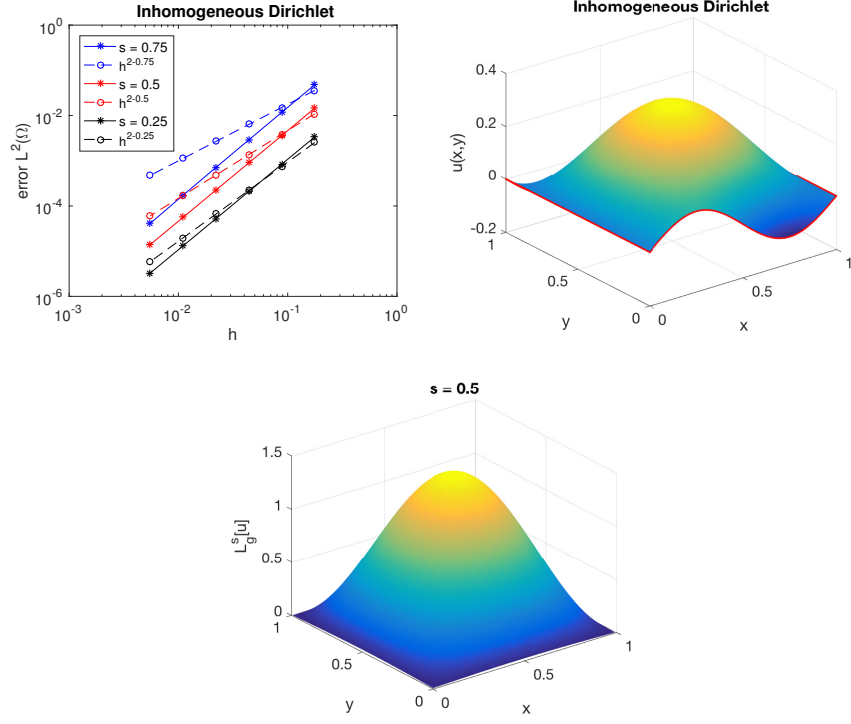 Inhomogeneous Dirichlet
10^0
10^-2
10^-4
10^-6
error L^2(Ω)
s = 0.75
h^2-0.75
s = 0.5
h^2-0.5
s = 0.25
h^2-0.25
10^-3
10^-2
10^-1
10^0
h
Inhomogeneous Dirichlet
0.4
0.2
0
-0.2
u(x,y)
1
0.5
0
y
0
0.5
1
x
s = 0.5
1.5
1
0.5
0
L_g^s[u]
1
0.5
0
y
0
0.5
1
x